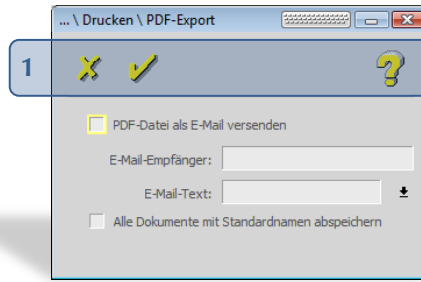 ... \ Drucken \ PDF-Export
1
PDF-Datei als E-Mail versenden
E-Mail-Empfänger:
E-Mail-Text:
Alle Dokumente mit Standardnamen abspeichern